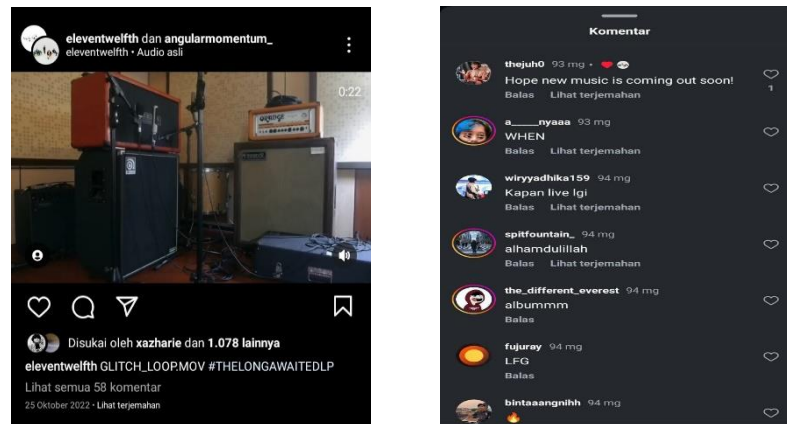 eleventwelfth dan angularmomentum_
eleventwelfth • Audio asli
0:22
ORANGE
Ampeg
Disukai oleh xazharie dan 1.078 lainnya
eleventwelfth GLITCH_LOOP.MOV #THELONGAWAITEDLP
Lihat semua 58 komentar
25 Oktober 2022 • Lihat terjemahan
Komentar
thejuh0 93 mg •
Hope new music is coming out soon!
1
Balas Lihat terjemahan
a_____nyaaa 93 mg
WHEN
Balas Lihat terjemahan
wiryyadhika159 94 mg
Kapan live lgi
Balas Lihat terjemahan
spitfountain_ 94 mg
alhamdulillah
Balas Lihat terjemahan
the_different_everest 94 mg
albummm
Balas
fujuray 94 mg
LFG
Balas
bintaaangnihh 94 mg
🔥